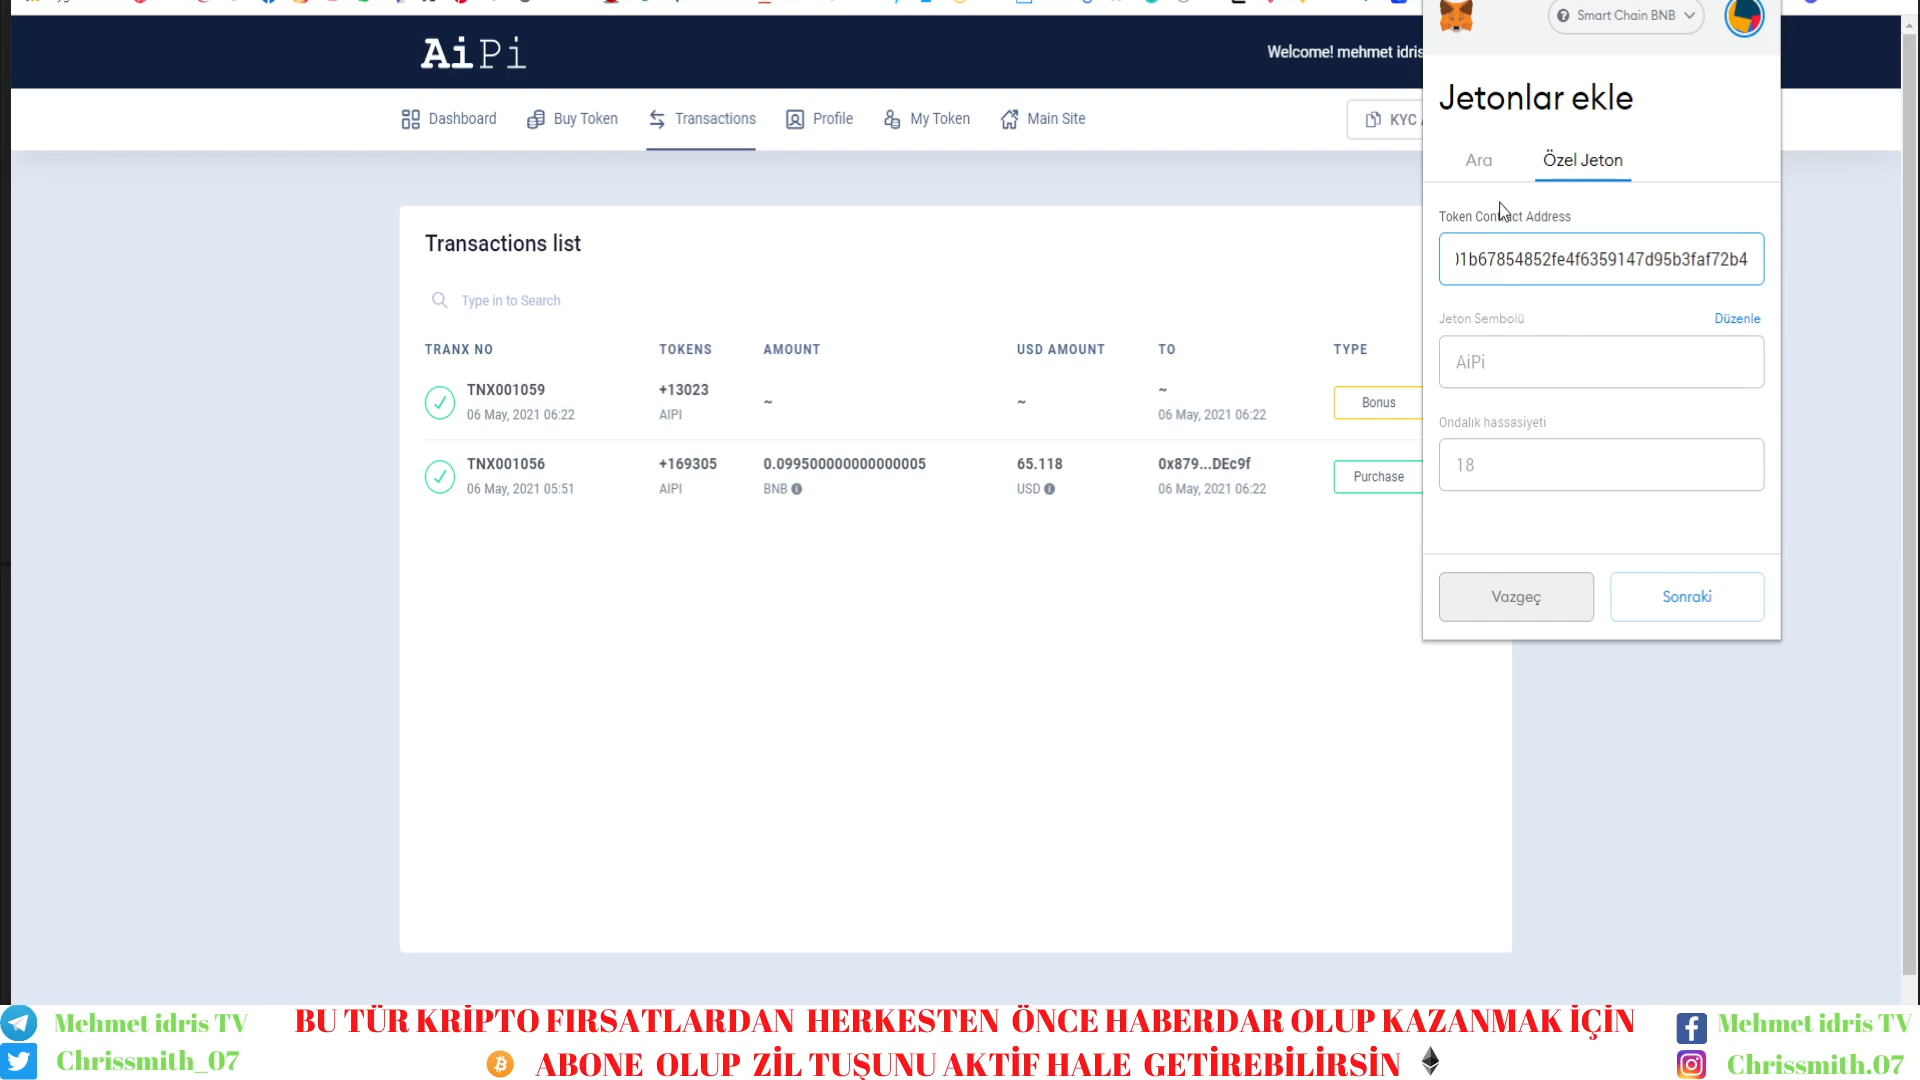 AiPi
Welcome! mehmet idris
Dashboard
Buy Token
Transactions
Profile
My Token
Main Site
KYC
Transactions list
Type in to Search
TRANX NO TOKENS AMOUNT USD AMOUNT TO TYPE
TNX001059 +13023 ~ ~ ~ Bonus
06 May, 2021 06:22 AIPI 06 May, 2021 06:22
TNX001056 +169305 0.099500000000000005 65.118 0x879...DEc9f Purchase
06 May, 2021 05:51 AIPI BNB USD 06 May, 2021 06:22
Smart Chain BNB
Jetonlar ekle
Ara
Özel Jeton
Token Contract Address
1b67854852fe4f6359147d95b3faf72b4
Jeton Sembolü
Düzenle
AiPi
Ondalık hassasiyeti
18
Vazgeç
Sonraki
Mehmet idris TV
Chrissmith_07
BU TÜR KRİPTO FIRSATLARDAN HERKESTEN ÖNCE HABERDAR OLUP KAZANMAK İÇİN
ABONE OLUP ZİL TUŞUNU AKTİF HALE GETİREBİLİRSİN
Mehmet idris TV
Chrissmith.07